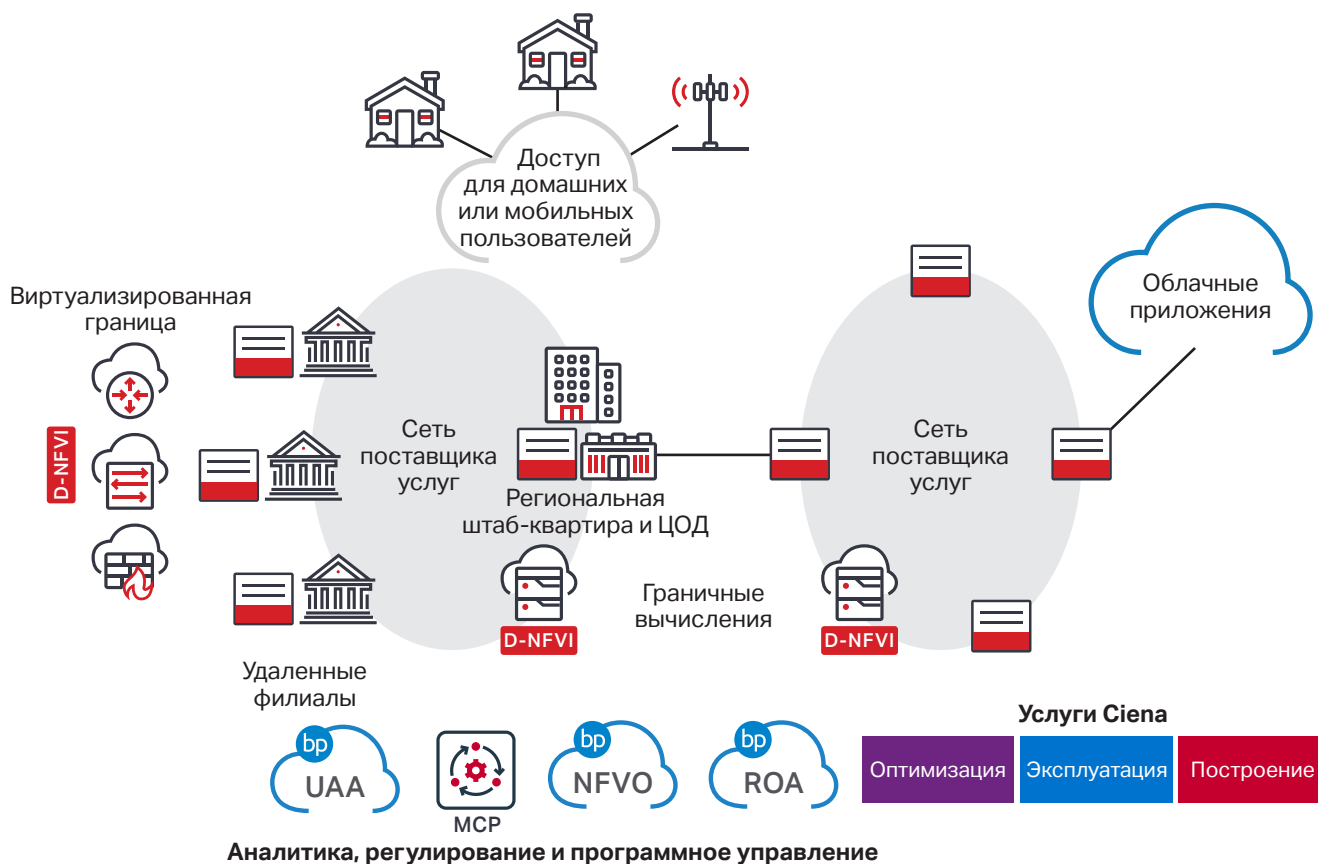 Доступ
для домашних
или мобильных
пользователей
Виртуализированная
граница
D-NFVI
Сеть
поставщика
услуг
Региональная
штаб-квартира и ЦОД
Сеть
поставщика
услуг
Облачные
приложения
D-NFVI
Граничные
вычисления
D-NFVI
Удаленные
филиалы
bp
UAA
MCP
bp
NFVO
bp
ROA
Услуги Ciena
Оптимизация
Эксплуатация
Построение
Аналитика, регулирование и программное управление